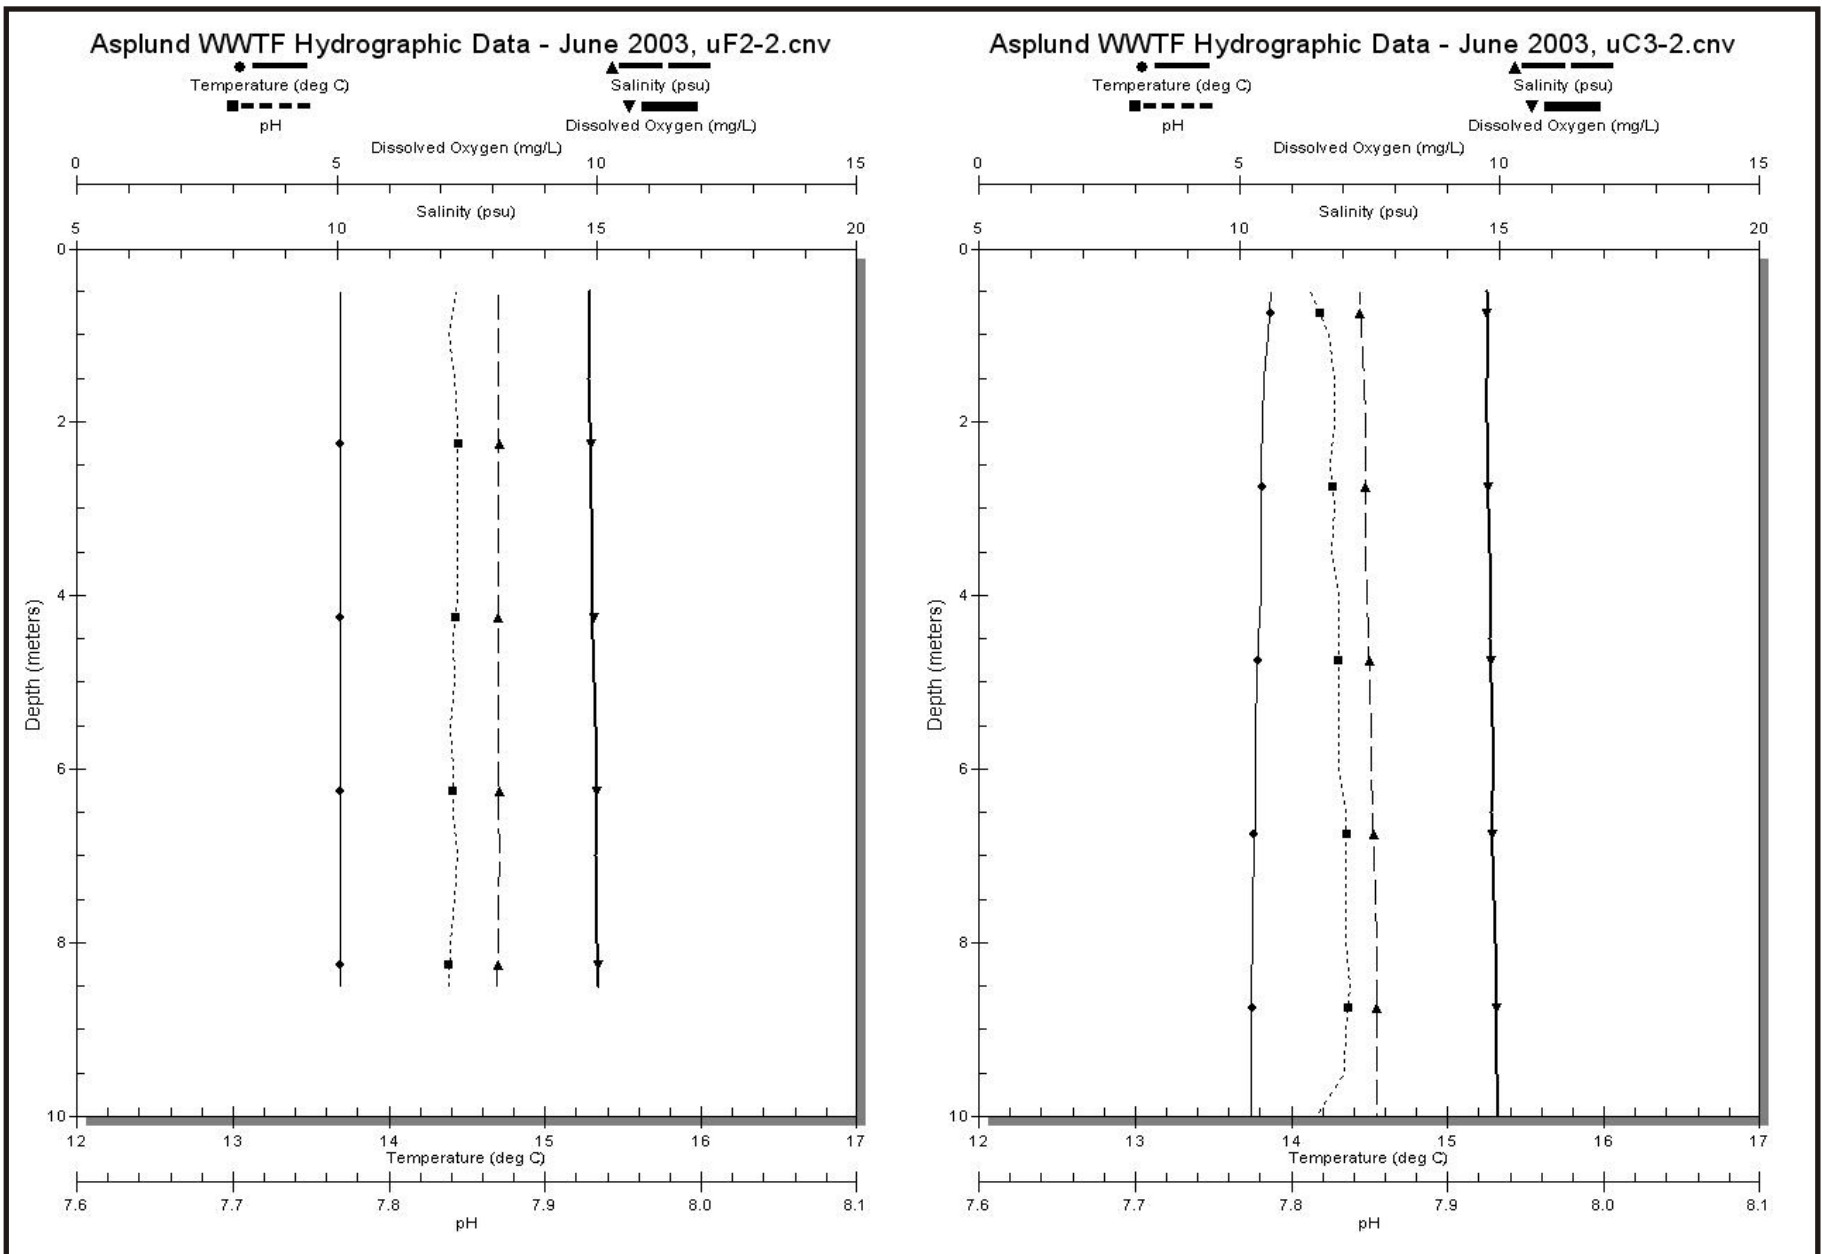 Asplund WWTF Hydrographic Data - June 2003, uF2-2.cnv
Temperature (deg C)
Salinity (psu)
pH
Dissolved Oxygen (mg/L)
Dissolved Oxygen (mg/L)
0 5 10 15
Salinity (psu)
5 10 15 20
0
2
4
6
8
10
Depth (meters)
12 13 14 15 16 17
Temperature (deg C)
7.6 7.7 7.8 7.9 8.0 8.1
pH
Asplund WWTF Hydrographic Data - June 2003, uC3-2.cnv
Temperature (deg C)
Salinity (psu)
pH
Dissolved Oxygen (mg/L)
Dissolved Oxygen (mg/L)
0 5 10 15
Salinity (psu)
5 10 15 20
0
2
4
6
8
10
Depth (meters)
12 13 14 15 16 17
Temperature (deg C)
7.6 7.7 7.8 7.9 8.0 8.1
pH